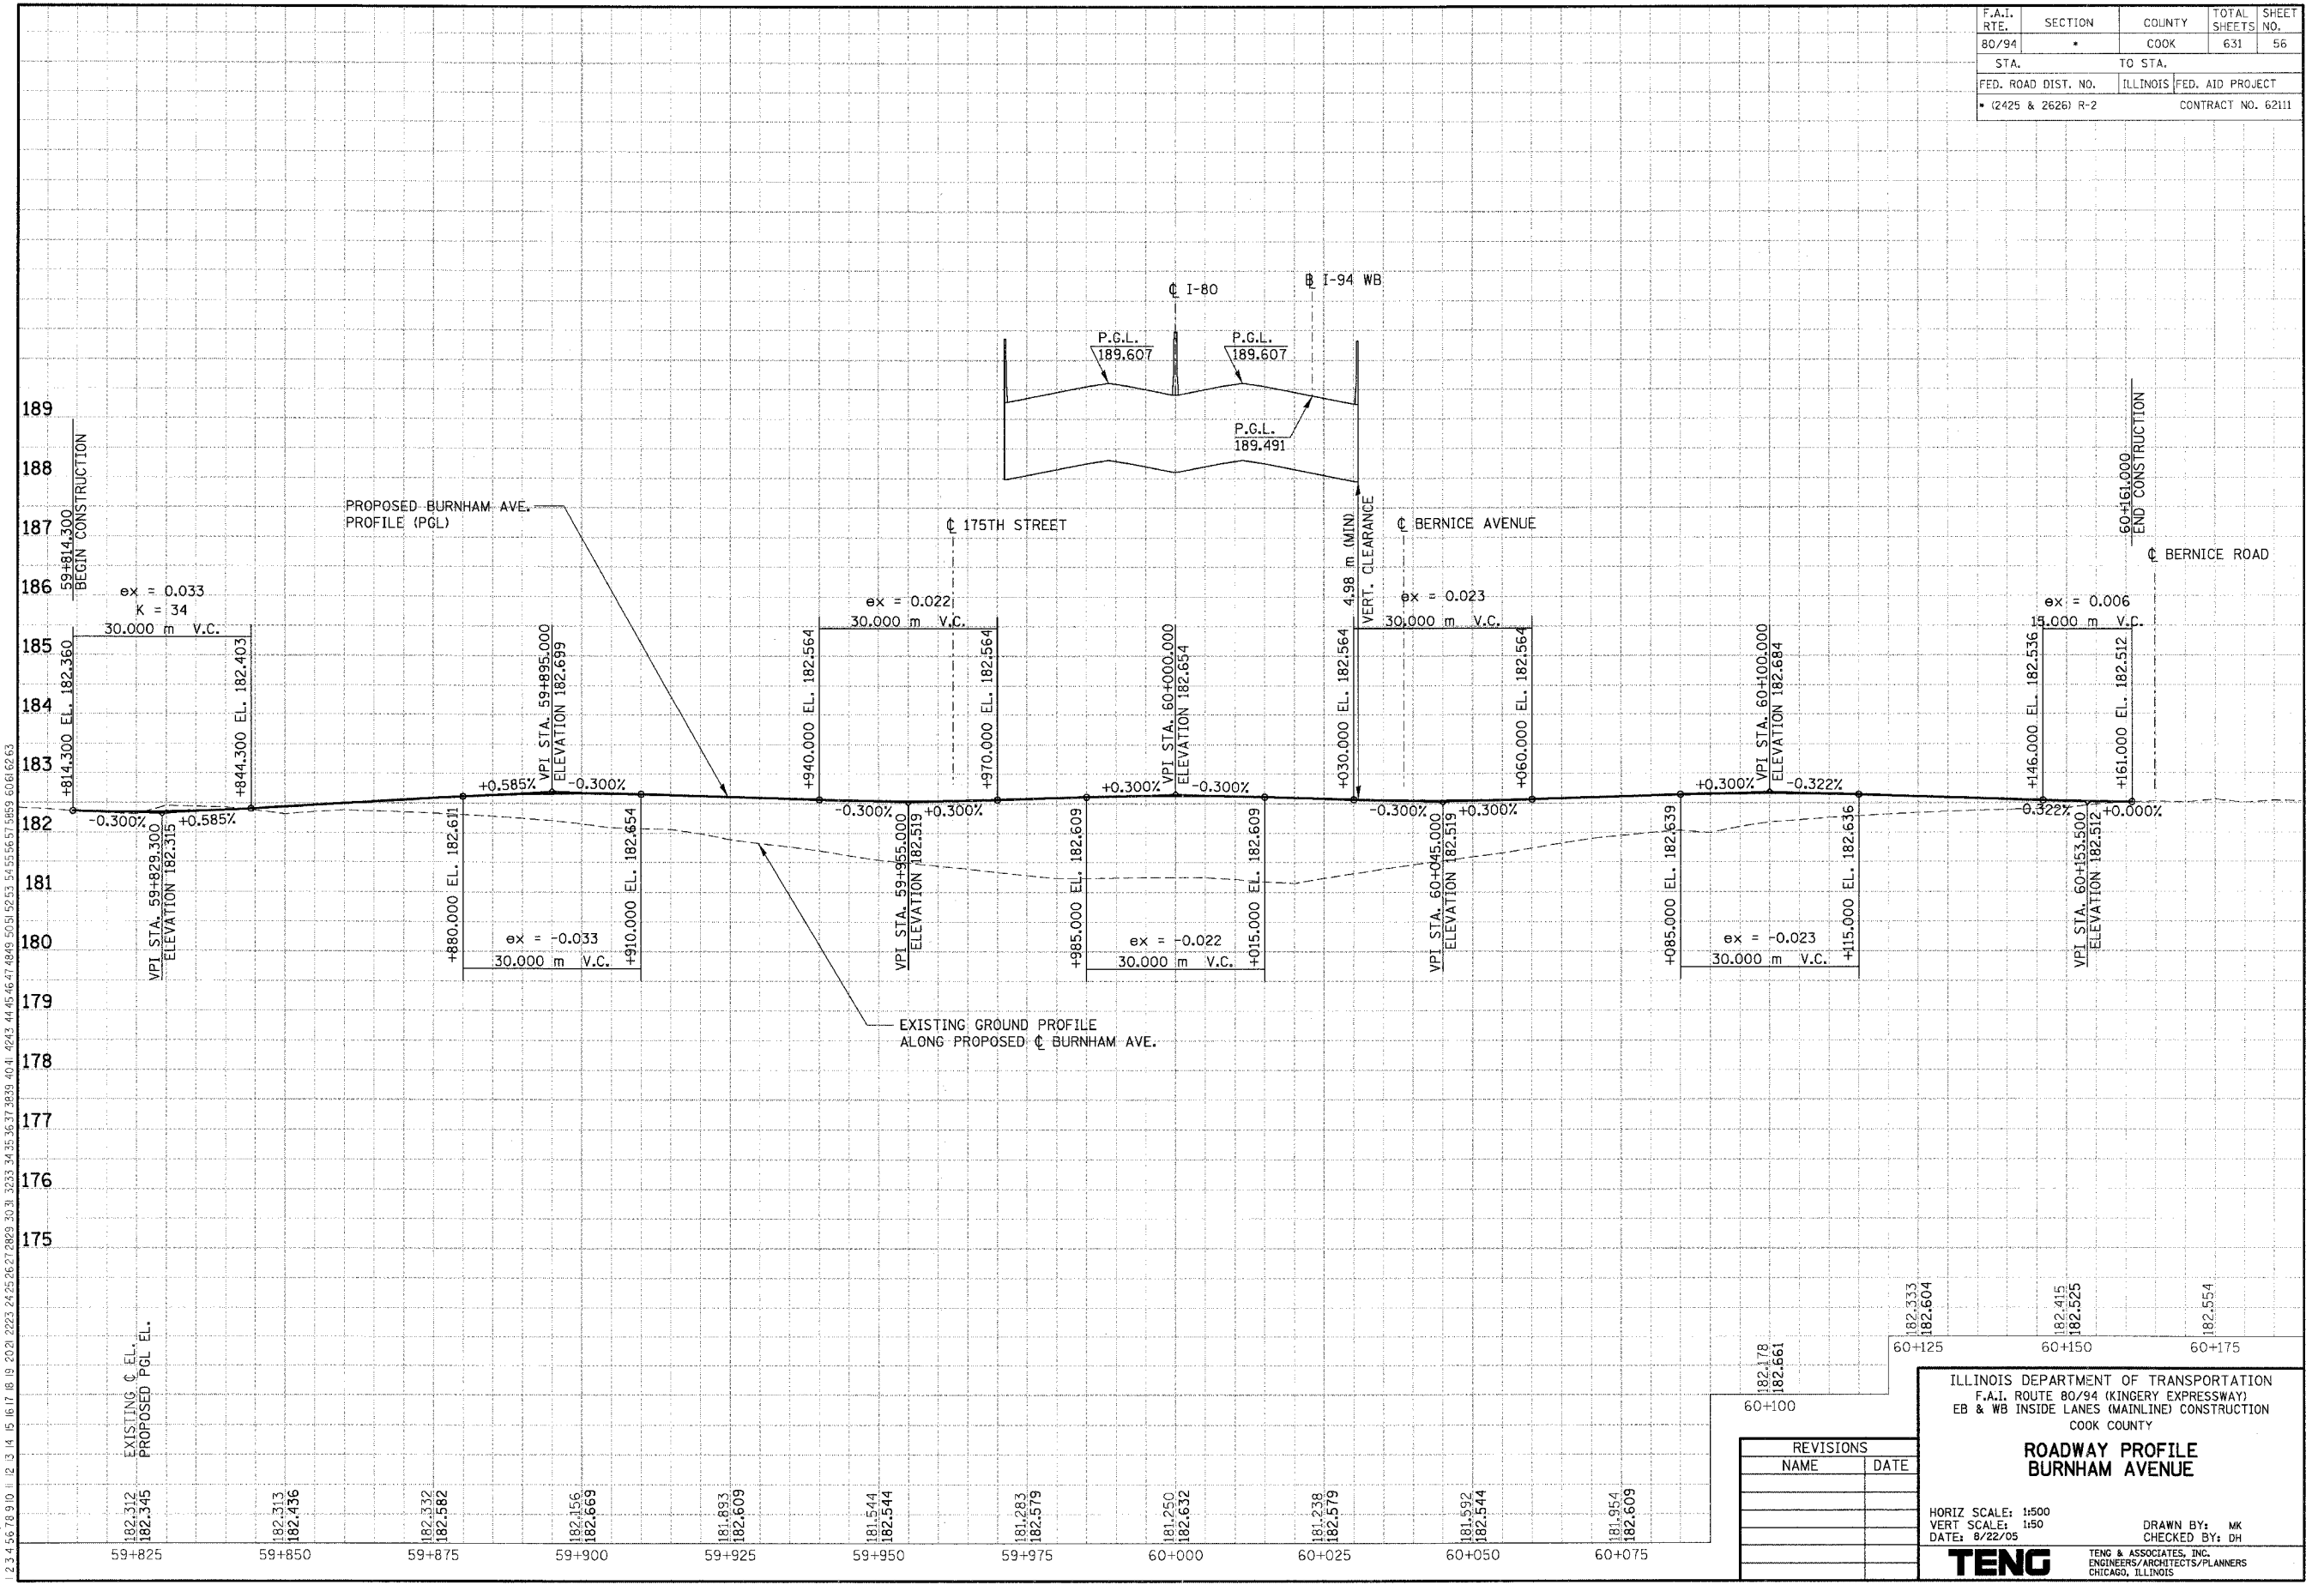 F.A.I. RTE. SECTION COUNTY TOTAL SHEETS SHEET NO.
80/94 * COOK 631 56
STA. TO STA.
FED. ROAD DIST. NO. ILLINOIS FED. AID PROJECT
* (2425 & 2626) R-2 CONTRACT NO. 62111
℄ I-80
B I-94 WB
P.G.L.
189.607
P.G.L.
189.607
P.G.L.
189.491
189
188
187
186
185
184
183
182
181
180
179
178
177
176
175
59+814.300
BEGIN CONSTRUCTION
60+161.000
END CONSTRUCTION
PROPOSED BURNHAM AVE.
PROFILE (PGL)
℄ 175TH STREET
4.98 m (MIN)
VERT. CLEARANCE
℄ BERNICE AVENUE
℄ BERNICE ROAD
ex = 0.033
K = 34
30.000 m V.C.
ex = 0.022
30.000 m V.C.
ex = 0.023
30.000 m V.C.
ex = 0.006
15.000 m V.C.
+814.300 EL. 182.360
+844.300 EL. 182.403
VPI STA. 59+895.000
ELEVATION 182.699
+940.000 EL. 182.564
+970.000 EL. 182.564
VPI STA. 60+000.000
ELEVATION 182.654
+030.000 EL. 182.564
+060.000 EL. 182.564
VPI STA. 60+100.000
ELEVATION 182.684
+146.000 EL. 182.536
+161.000 EL. 182.512
-0.300% +0.585%
+0.585% -0.300%
-0.300% +0.300%
+0.300% -0.300%
-0.300% +0.300%
+0.300% -0.322%
-0.322% +0.000%
VPI STA. 59+829.300
ELEVATION 182.315
+880.000 EL. 182.611
+910.000 EL. 182.654
VPI STA. 59+955.000
ELEVATION 182.519
+985.000 EL. 182.609
+015.000 EL. 182.609
VPI STA. 60+045.000
ELEVATION 182.519
+085.000 EL. 182.639
+115.000 EL. 182.636
VPI STA. 60+153.500
ELEVATION 182.512
ex = -0.033
30.000 m V.C.
ex = -0.022
30.000 m V.C.
ex = -0.023
30.000 m V.C.
EXISTING GROUND PROFILE
ALONG PROPOSED ℄ BURNHAM AVE.
EXISTING ℄ EL.
PROPOSED PGL EL.
182.312
182.345
182.313
182.436
182.332
182.582
182.156
182.669
181.893
182.609
181.544
182.544
181.283
182.579
181.250
182.632
181.238
182.579
181.592
182.544
181.954
182.609
182.178
182.661
182.333
182.604
182.415
182.525
182.554
59+825
59+850
59+875
59+900
59+925
59+950
59+975
60+000
60+025
60+050
60+075
60+100
60+125
60+150
60+175
REVISIONS
NAME DATE
ILLINOIS DEPARTMENT OF TRANSPORTATION
F.A.I. ROUTE 80/94 (KINGERY EXPRESSWAY)
EB & WB INSIDE LANES (MAINLINE) CONSTRUCTION
COOK COUNTY
ROADWAY PROFILE
BURNHAM AVENUE
HORIZ SCALE: 1:500
VERT SCALE: 1:50
DATE: 8/22/05
DRAWN BY: MK
CHECKED BY: DH
TENG
TENG & ASSOCIATES, INC.
ENGINEERS/ARCHITECTS/PLANNERS
CHICAGO, ILLINOIS